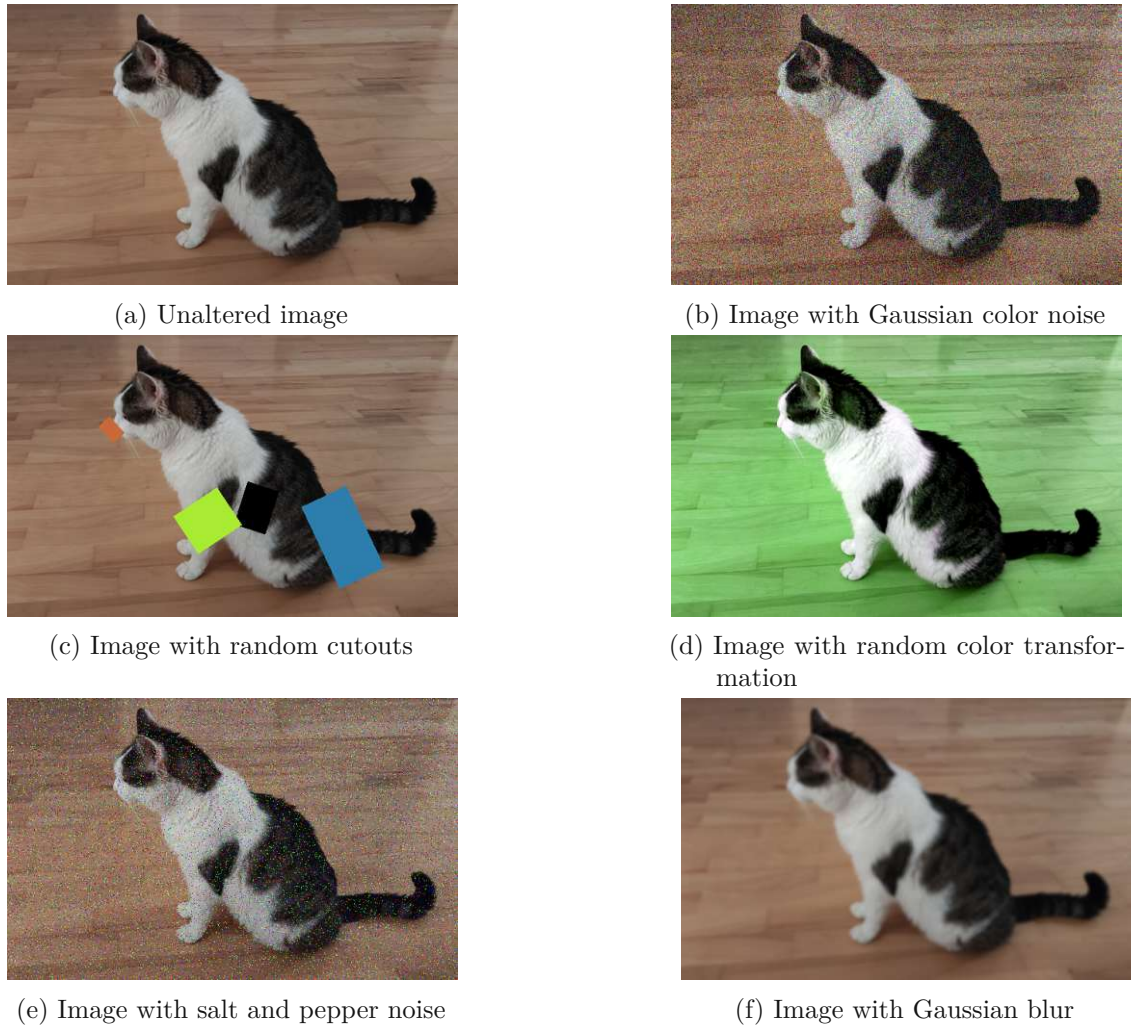 (a) Unaltered image
(b) Image with Gaussian color noise
(c) Image with random cutouts
(d) Image with random color transfor-
mation
(e) Image with salt and pepper noise
(f) Image with Gaussian blur